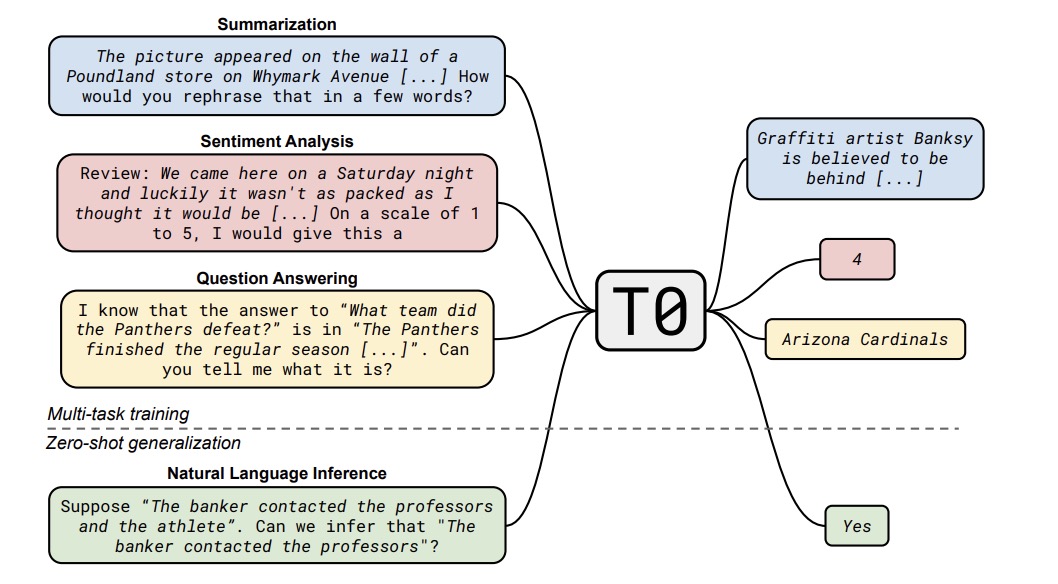 Summarization
The picture appeared on the wall of a
Poundland store on Whymark Avenue [...] How
would you rephrase that in a few words?
Sentiment Analysis
Review: We came here on a Saturday night
and luckily it wasn't as packed as I
thought it would be [...] On a scale of 1
to 5, I would give this a
Question Answering
I know that the answer to “What team did
the Panthers defeat?” is in “The Panthers
finished the regular season [...]”. Can
you tell me what it is?
Multi-task training
Zero-shot generalization
Natural Language Inference
Suppose “The banker contacted the professors
and the athlete”. Can we infer that "The
banker contacted the professors"?
T0
Graffiti artist Banksy
is believed to be
behind [...]
4
Arizona Cardinals
Yes